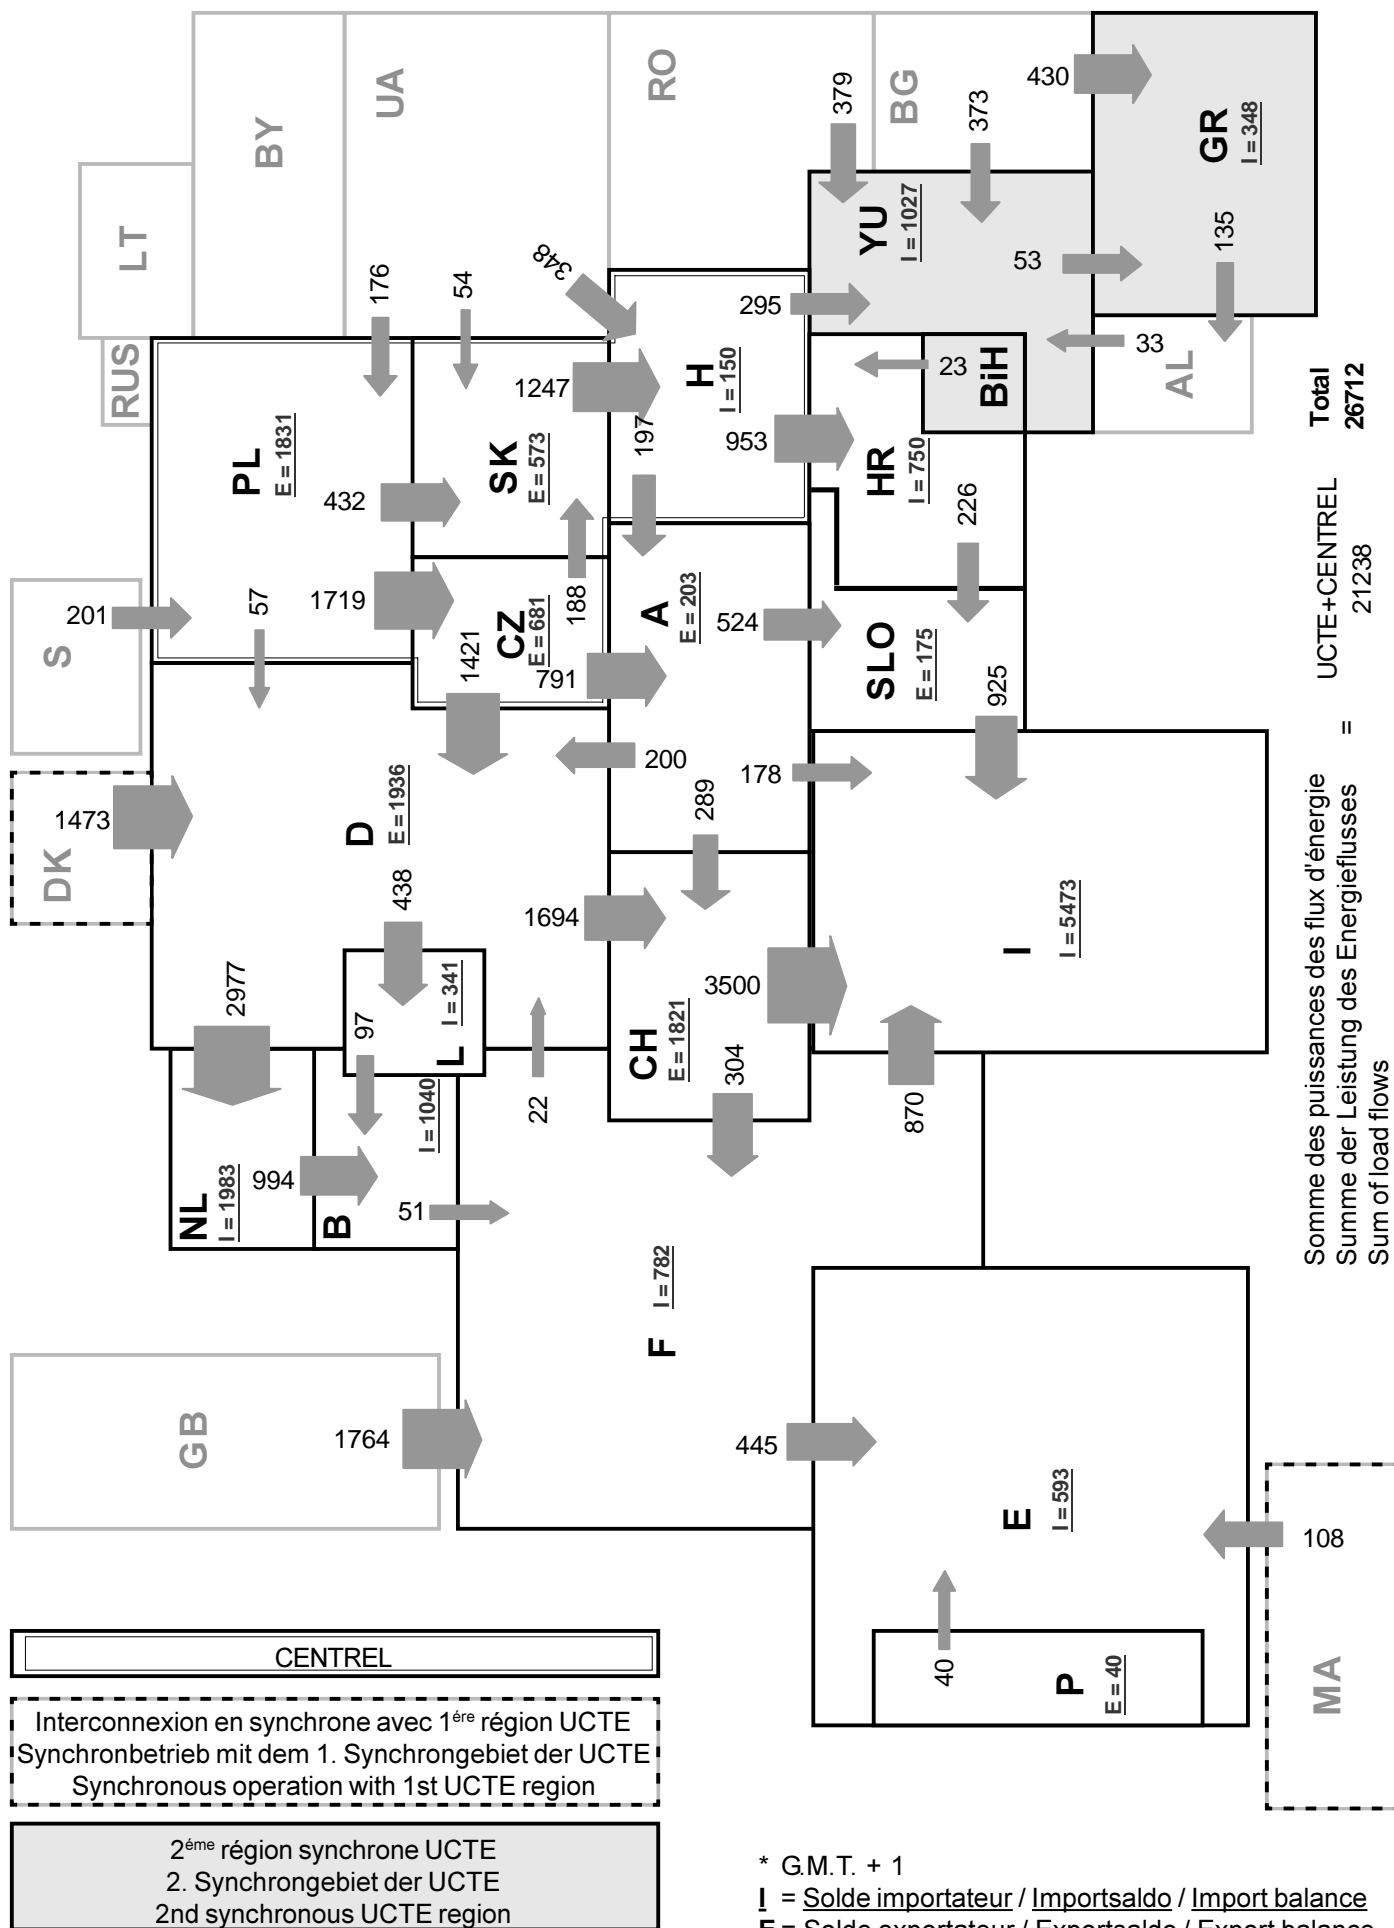 LT
BY
UA
RO
BG
RUS
S
DK
GB
MA
AL
201
57
176
54
348
379
373
430
PL
E = 1831
432
1719
SK
E = 573
1247
188
CZ
E = 681
1421
791
197
H
I = 150
295
953
YU
I = 1027
53
33
135
GR
I = 348
23
BiH
HR
I = 750
226
A
E = 203
524
SLO
E = 175
925
1473
D
E = 1936
200
178
289
438
1694
2977
97
L
I = 341
I = 1040
22
NL
I = 1983
994
B
51
CH
E = 1821
3500
304
870
I
I = 5473
F
I = 782
1764
445
E
I = 593
108
40
P
E = 40
Total
26712
UCTE+CENTREL
21238
=
Somme des puissances des flux d'énergie
Summe der Leistung des Energieflusses
Sum of load flows
CENTREL
Interconnexion en synchrone avec 1ére région UCTE
Synchronbetrieb mit dem 1. Synchrongebiet der UCTE
Synchronous operation with 1st UCTE region
2éme région synchrone UCTE
2. Synchrongebiet der UCTE
2nd synchronous UCTE region
* G.M.T. + 1
I = Solde importateur / Importsaldo / Import balance
E = Solde exportateur / Exportsaldo / Export balance